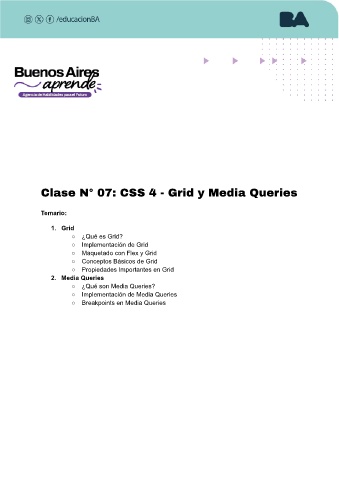 /educacionBA
BA
Buenos Aires
aprende
Agencia de Habilidades para el Futuro
Clase N° 07: CSS 4 - Grid y Media Queries
Temario:
1. Grid
○ ¿Qué es Grid?
○ Implementación de Grid
○ Maquetado con Flex y Grid
○ Conceptos Básicos de Grid
○ Propiedades Importantes en Grid
2. Media Queries
○ ¿Qué son Media Queries?
○ Implementación de Media Queries
○ Breakpoints en Media Queries